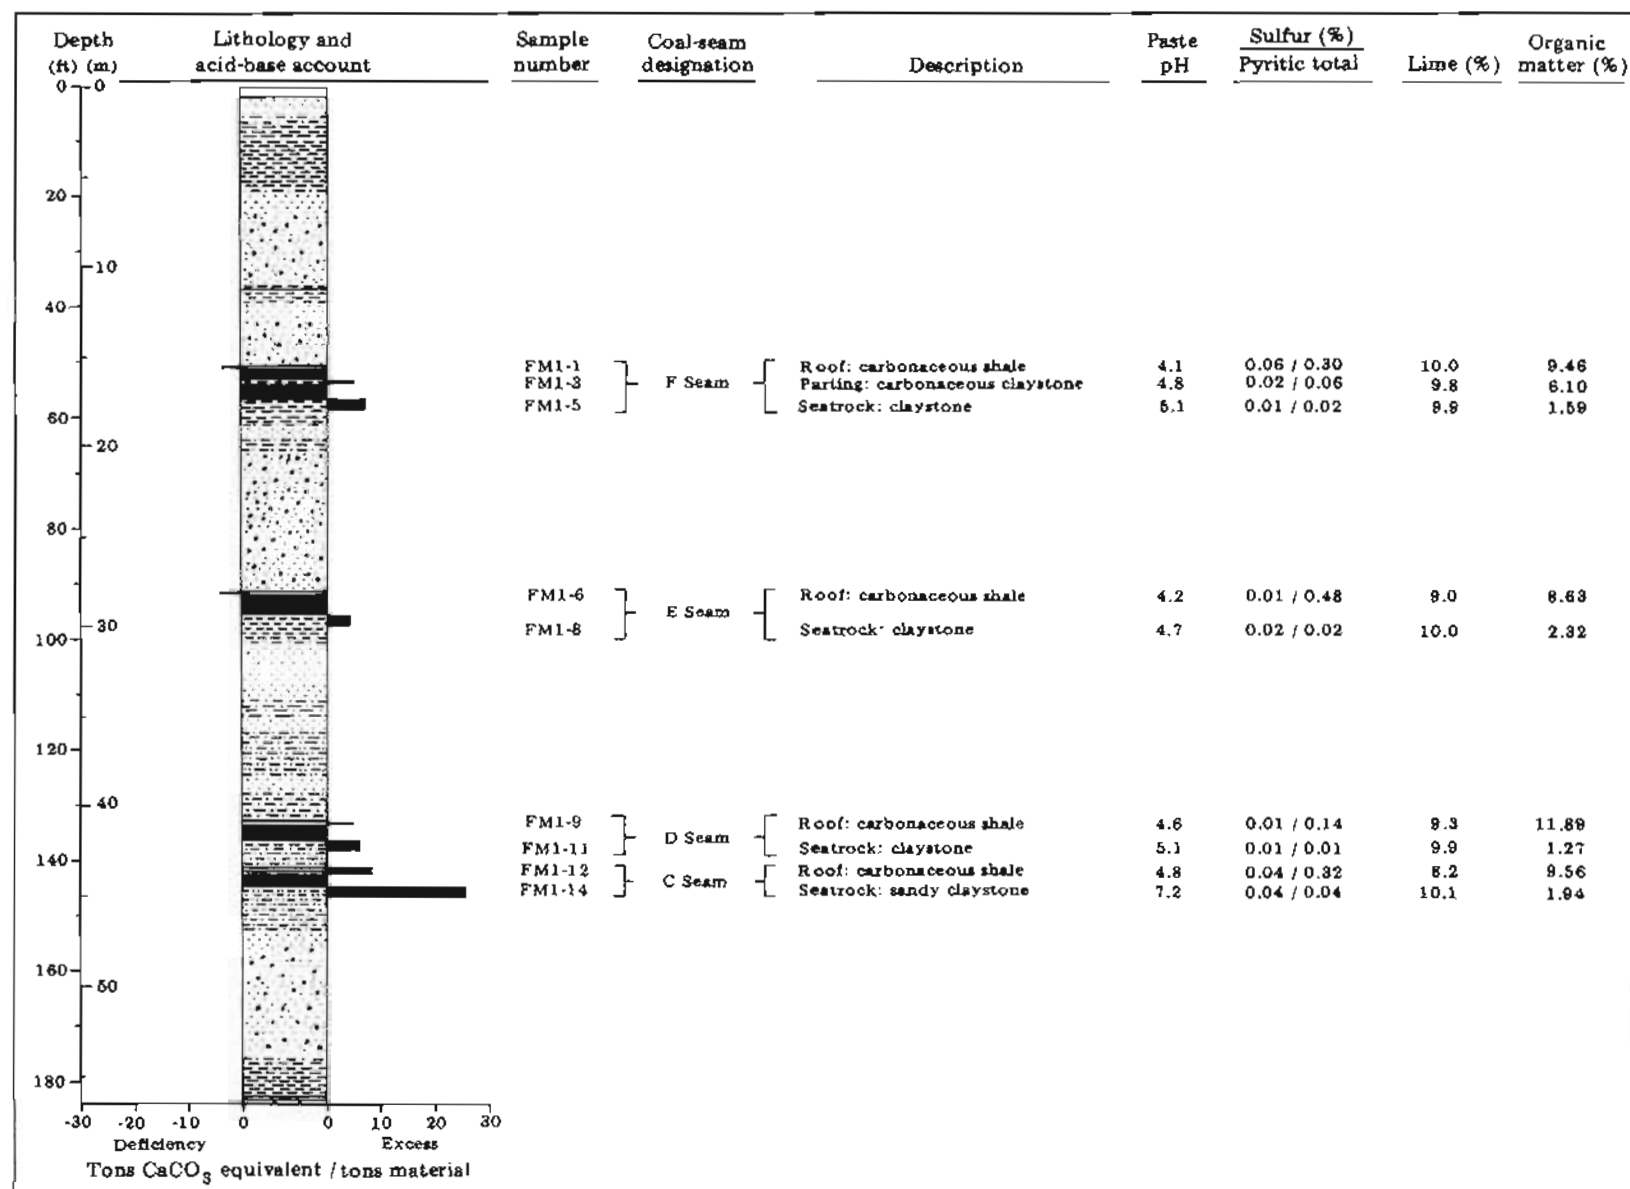 Depth Lithology and Sample Coal-seam Paste Sulfur (%) Organic
(ft) (m) acid-base account number designation Description pH Pyritic total Lime (%) matter (%)
0 0
20
10
40
FM1-1 Roof: carbonaceous shale 4.1 0.06 / 0.30 10.0 9.46
FM1-3 F Seam Parting: carbonaceous claystone 4.8 0.02 / 0.06 9.8 6.10
FM1-5 Seatrock: claystone 5.1 0.01 / 0.02 9.9 1.59
60
20
80
FM1-6 Roof: carbonaceous shale 4.2 0.01 / 0.48 9.0 8.63
E Seam
30 FM1-8 Seatrock: claystone 4.7 0.02 / 0.02 10.0 2.32
100
120
40
FM1-9 Roof: carbonaceous shale 4.6 0.01 / 0.14 9.3 11.89
D Seam
FM1-11 Seatrock: claystone 5.1 0.01 / 0.01 9.9 1.27
140
FM1-12 Roof: carbonaceous shale 4.8 0.04 / 0.32 8.2 9.56
C Seam
FM1-14 Seatrock: sandy claystone 7.2 0.04 / 0.04 10.1 1.94
160
50
180
-30 -20 -10 0 0 10 20 30
Deficiency Excess
Tons CaCO3 equivalent / tons material